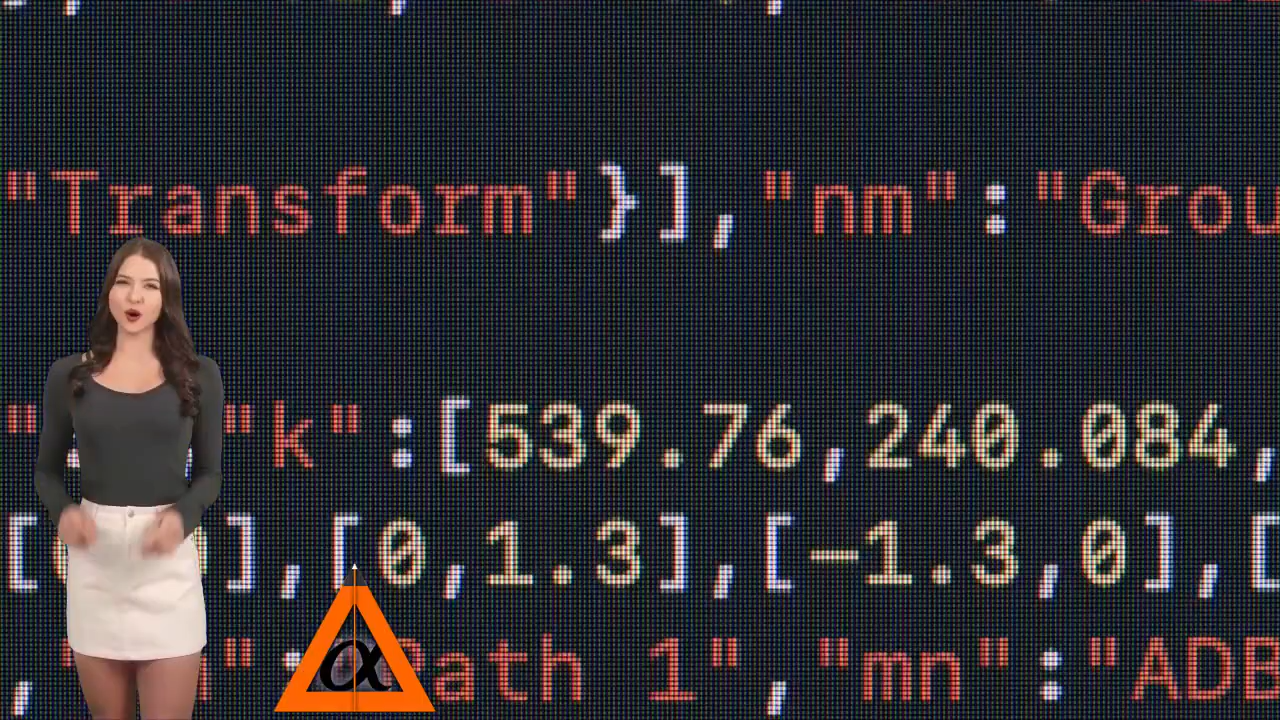 "Transform"}],"nm":"Grou
"k":[539.76,240.084,
],[0,1.3],[-1.3,0],[
":"Path 1","mn":"ADB
α